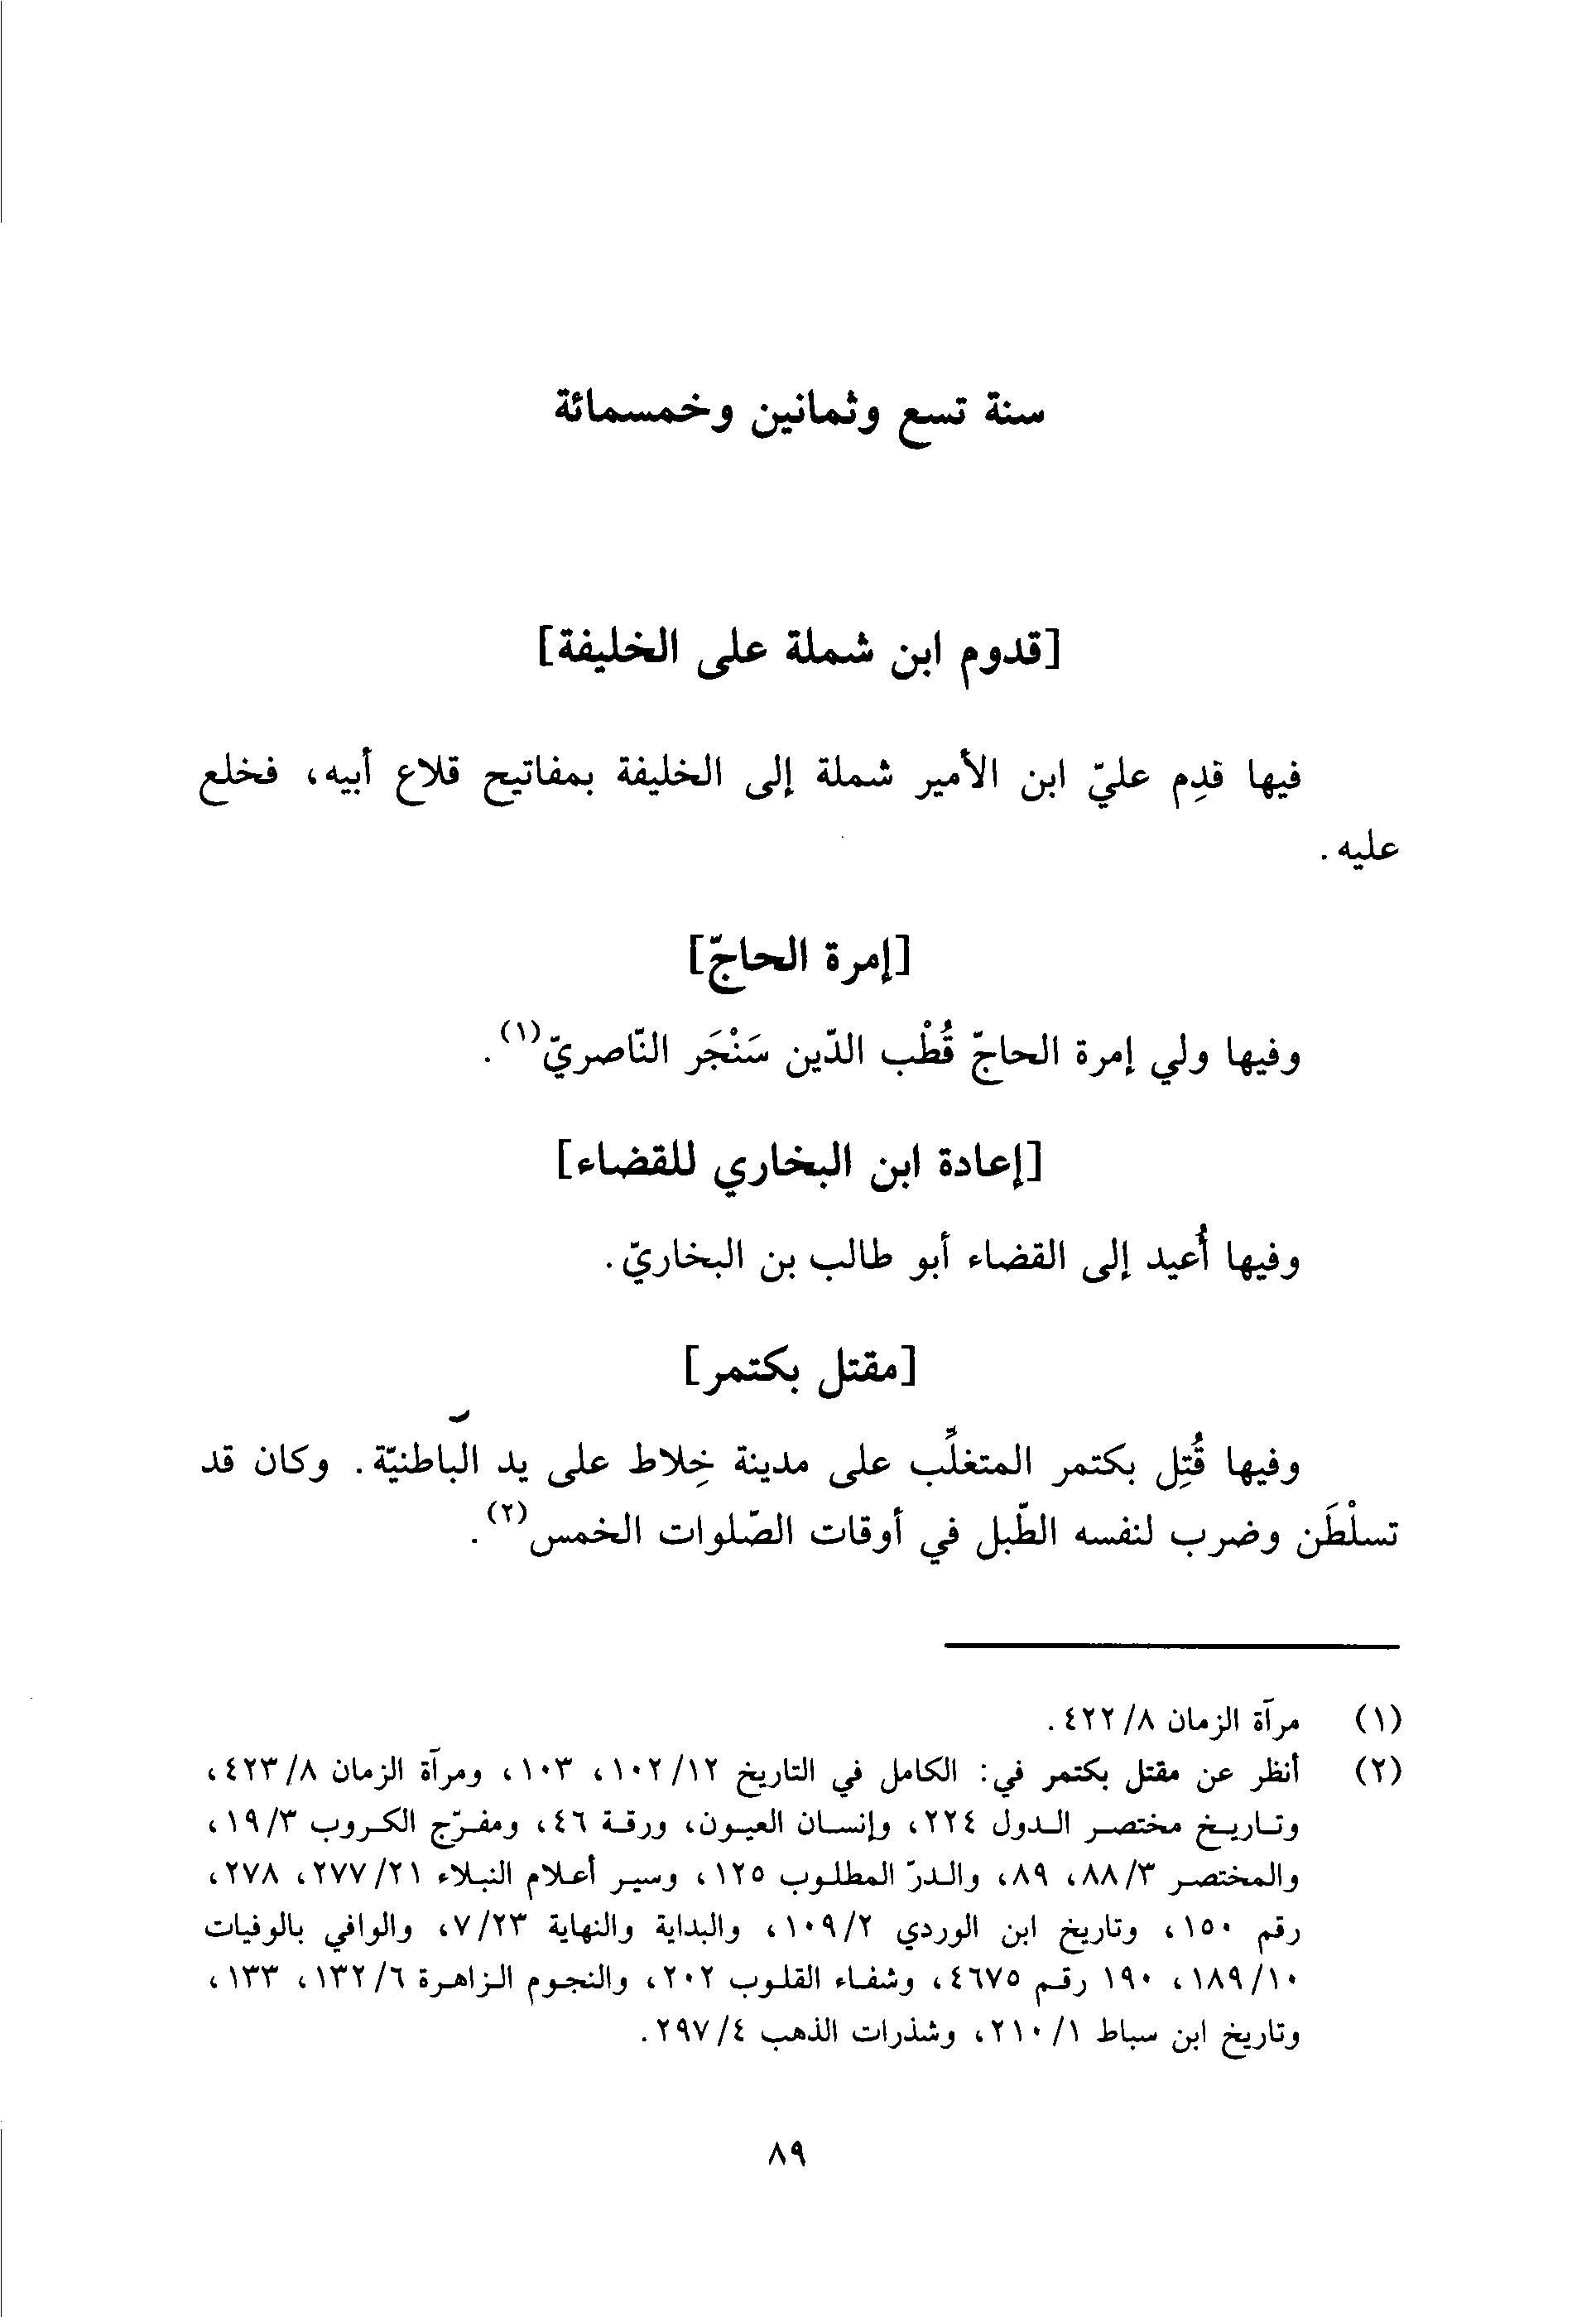 سنة تسع وثمانين وخمسمائة
[قدوم ابن شملة على الخليفة]
فيها قدِم عليّ ابن الأمير شملة إلى الخليفة بمفاتيح قلاع أبيه، فخلع
عليه.
[إمرة الحاجّ]
وفيها ولي إمرة الحاجّ قُطْب الدّين سَنْجَر النّاصريّ(١).
[إعادة ابن البخاري للقضاء]
وفيها أُعيد إلى القضاء أبو طالب بن البخاريّ.
[مقتل بكتمر]
وفيها قُتِل بكتمر المتغلِّب على مدينة خِلاط على يد الباطنيّة. وكان قد
تسلْطَن وضرب لنفسه الطّبل في أوقات الصّلوات الخمس(٢).
(١) مرآة الزمان ٨/ ٤٢٢.
(٢) أنظر عن مقتل بكتمر في: الكامل في التاريخ ١٢/ ١٠٢، ١٠٣، ومرآة الزمان ٨/ ٤٢٣،
وتاريخ مختصر الدول ٢٢٤، وإنسان العيون، ورقة ٤٦، ومفرّج الكروب ٣/ ١٩،
والمختصر ٣/ ٨٨، ٨٩، والدرّ المطلوب ١٢٥، وسير أعلام النبلاء ٢١/ ٢٧٧، ٢٧٨،
رقم ١٥٠، وتاريخ ابن الوردي ٢/ ١٠٩، والبداية والنهاية ٢٣/ ٧، والوافي بالوفيات
١٠/ ١٨٩، ١٩٠ رقم ٤٦٧٥، وشفاء القلوب ٢٠٢، والنجوم الزاهرة ٦/ ١٣٢، ١٣٣،
وتاريخ ابن سباط ١/ ٢١٠، وشذرات الذهب ٤/ ٢٩٧.
٨٩